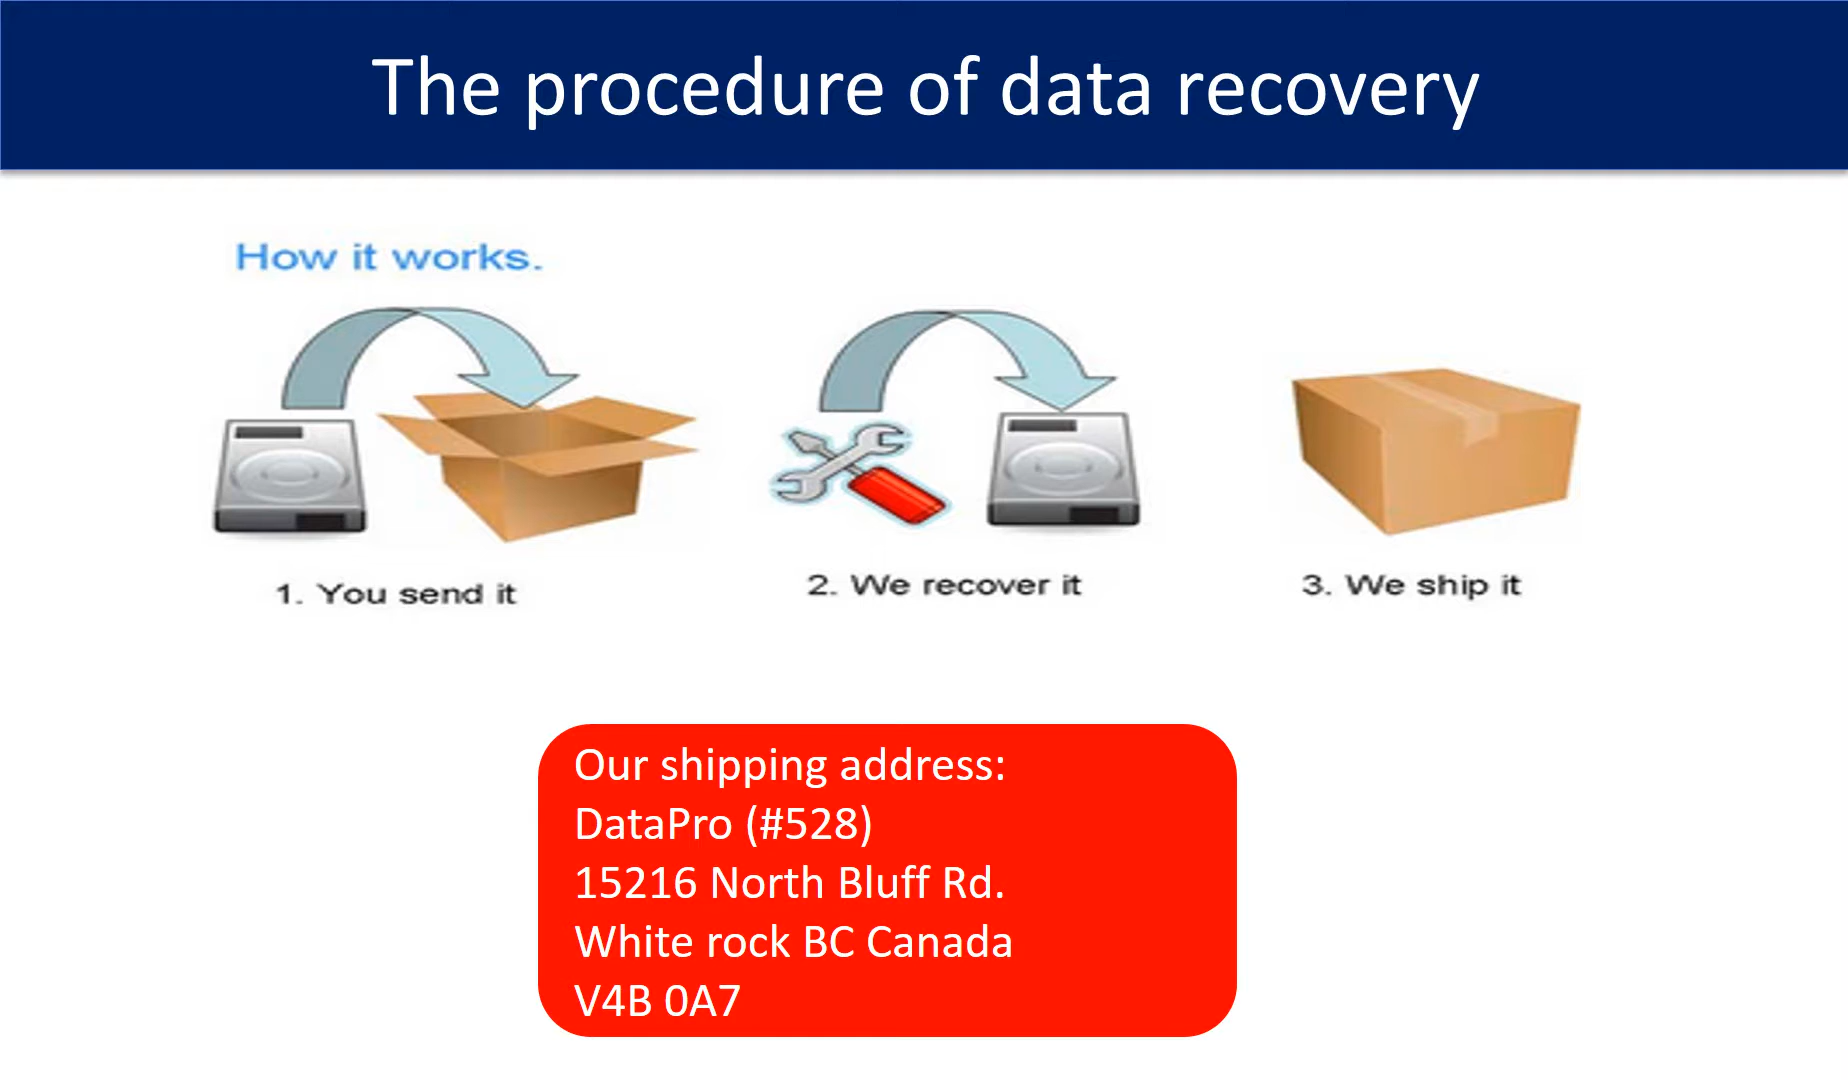 The procedure of data recovery
How it works.
1. You send it
2. We recover it
3. We ship it
Our shipping address:
DataPro (#528)
15216 North Bluff Rd.
White rock BC Canada
V4B 0A7